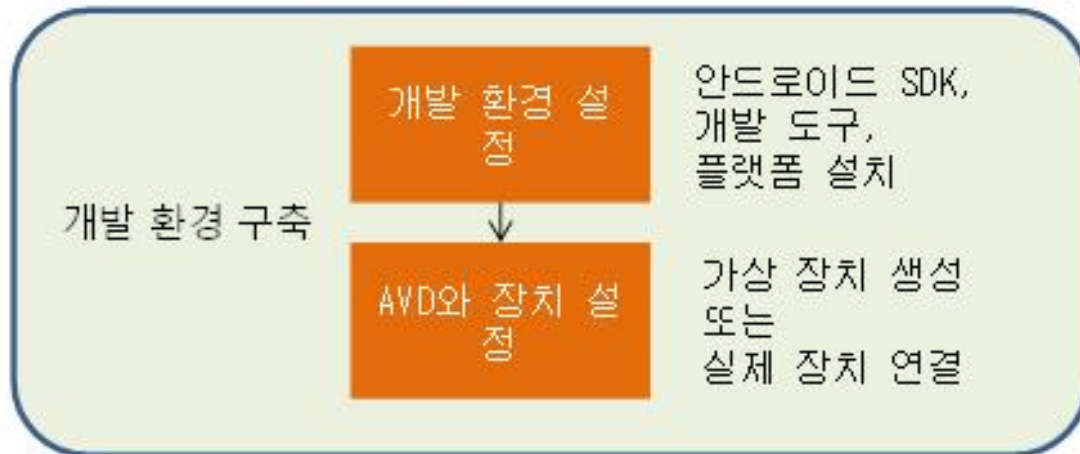 개발 환경 구축
개발 환경 설
정
안드로이드 SDK,
개발 도구,
플랫폼 설치
AVD와 장치 설
정
가상 장치 생성
또는
실제 장치 연결